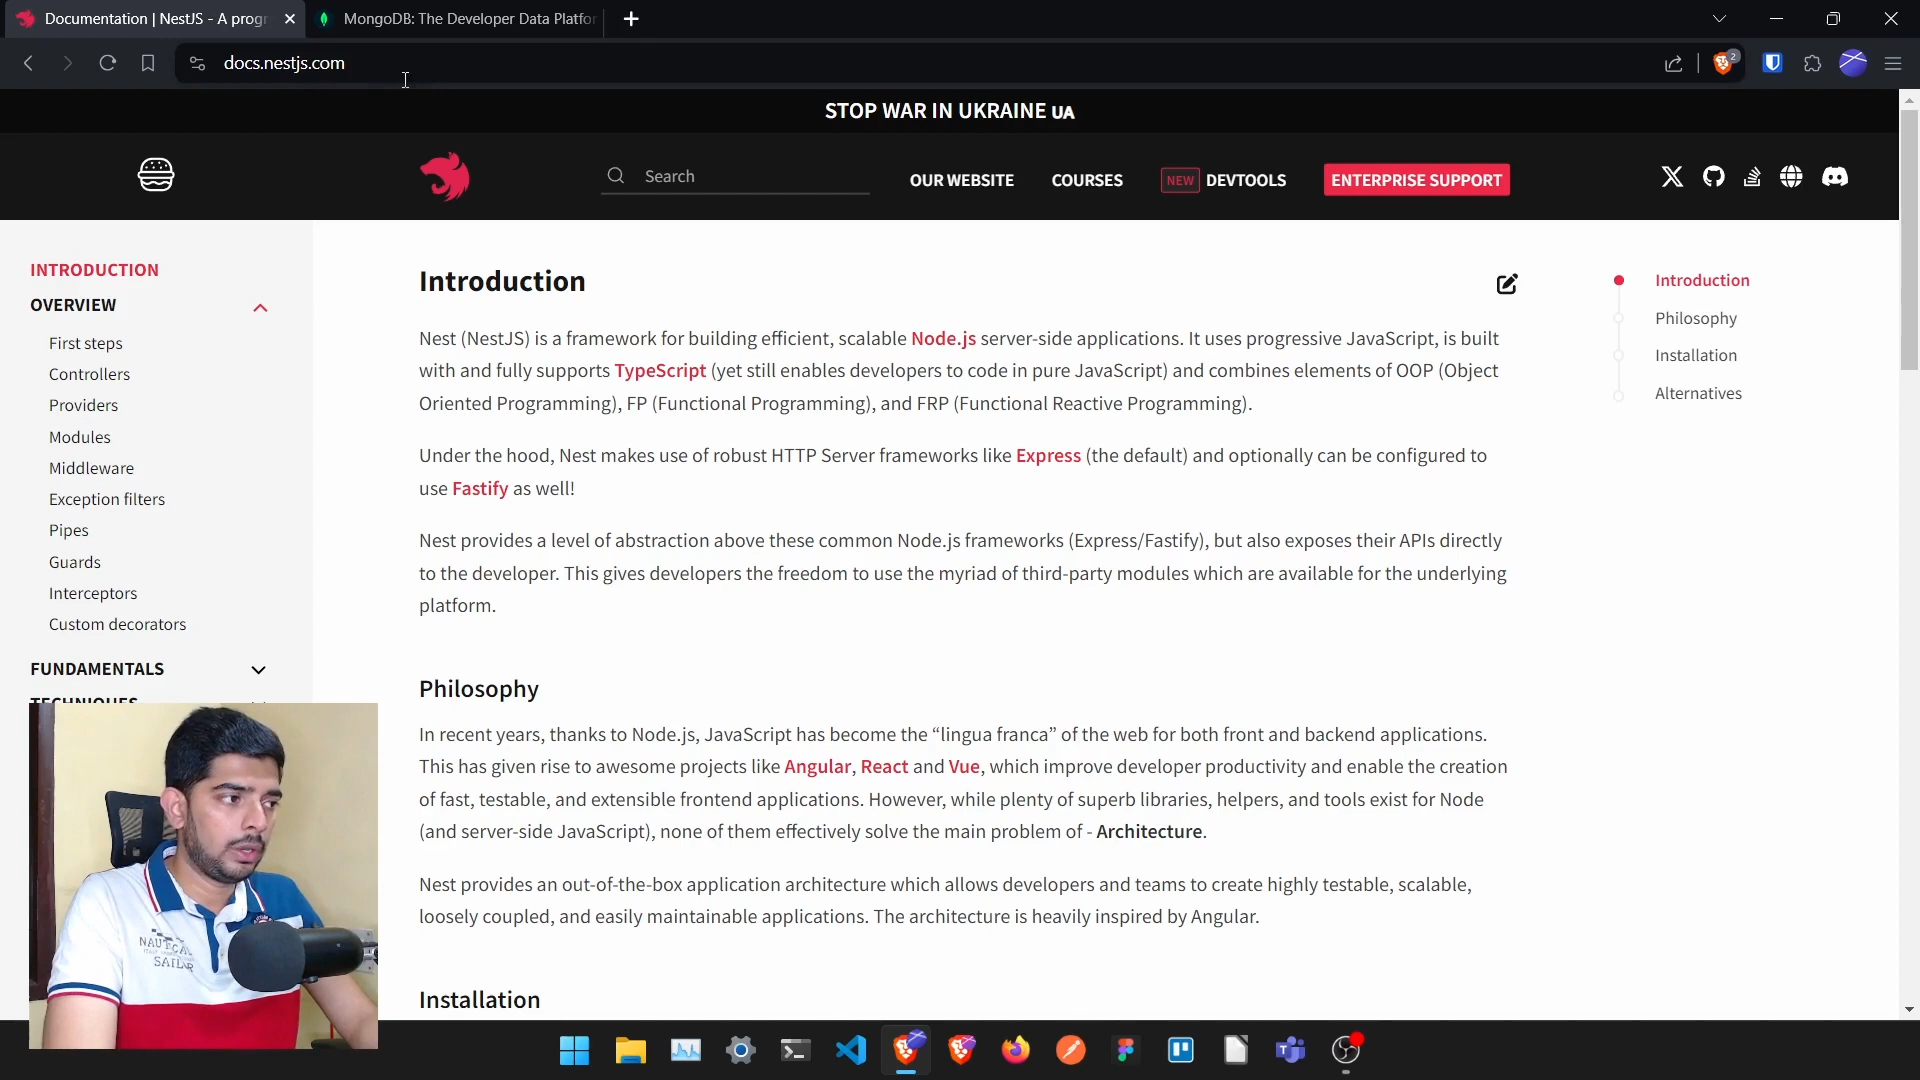 Documentation | NestJS - A progr
MongoDB: The Developer Data Platfor
docs.nestjs.com
2
STOP WAR IN UKRAINE UA
Search
OUR WEBSITE
COURSES
NEW
DEVTOOLS
ENTERPRISE SUPPORT
INTRODUCTION
OVERVIEW
First steps
Controllers
Providers
Modules
Middleware
Exception filters
Pipes
Guards
Interceptors
Custom decorators
FUNDAMENTALS
TECHNIQUES
Introduction
Nest (NestJS) is a framework for building efficient, scalable Node.js server-side applications. It uses progressive JavaScript, is built
with and fully supports TypeScript (yet still enables developers to code in pure JavaScript) and combines elements of OOP (Object
Oriented Programming), FP (Functional Programming), and FRP (Functional Reactive Programming).
Under the hood, Nest makes use of robust HTTP Server frameworks like Express (the default) and optionally can be configured to
use Fastify as well!
Nest provides a level of abstraction above these common Node.js frameworks (Express/Fastify), but also exposes their APIs directly
to the developer. This gives developers the freedom to use the myriad of third-party modules which are available for the underlying
platform.
Philosophy
In recent years, thanks to Node.js, JavaScript has become the “lingua franca” of the web for both front and backend applications.
This has given rise to awesome projects like Angular, React and Vue, which improve developer productivity and enable the creation
of fast, testable, and extensible frontend applications. However, while plenty of superb libraries, helpers, and tools exist for Node
(and server-side JavaScript), none of them effectively solve the main problem of - Architecture.
Nest provides an out-of-the-box application architecture which allows developers and teams to create highly testable, scalable,
loosely coupled, and easily maintainable applications. The architecture is heavily inspired by Angular.
Installation
Introduction
Philosophy
Installation
Alternatives
NAUTICAL
SAILR